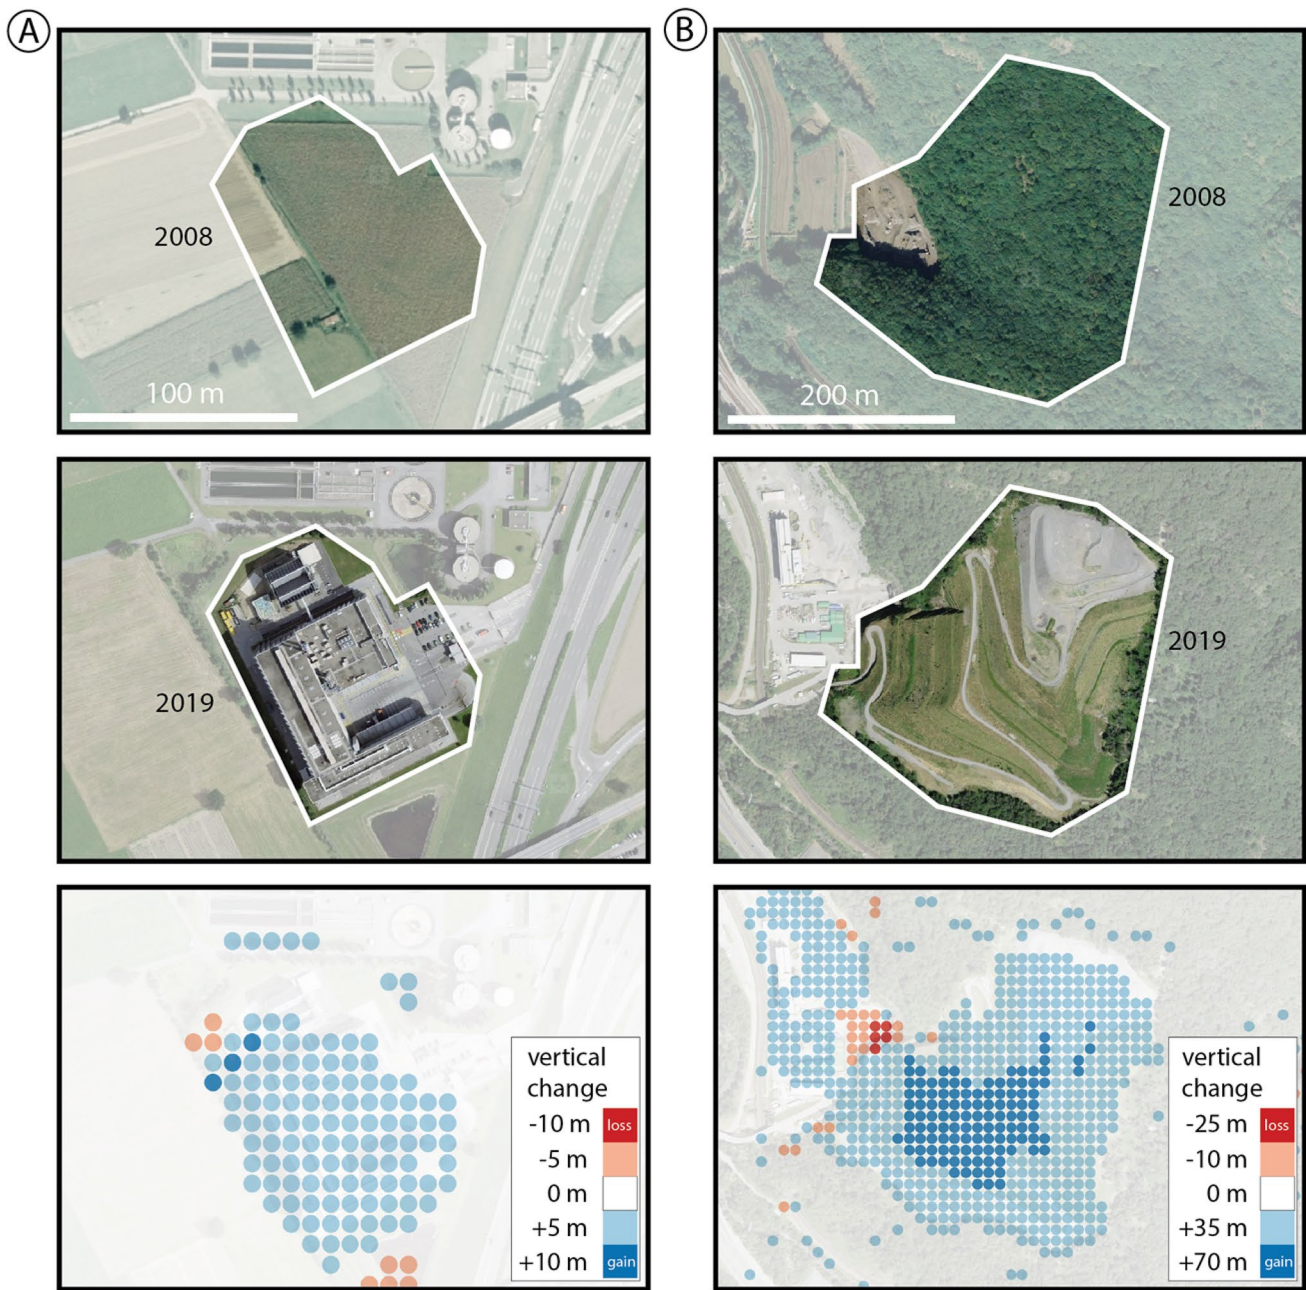 A
B
2008
100 m
2008
200 m
2019
2019
vertical
change
-10 m loss
-5 m
0 m
+5 m
+10 m gain
vertical
change
-25 m loss
-10 m
0 m
+35 m
+70 m gain